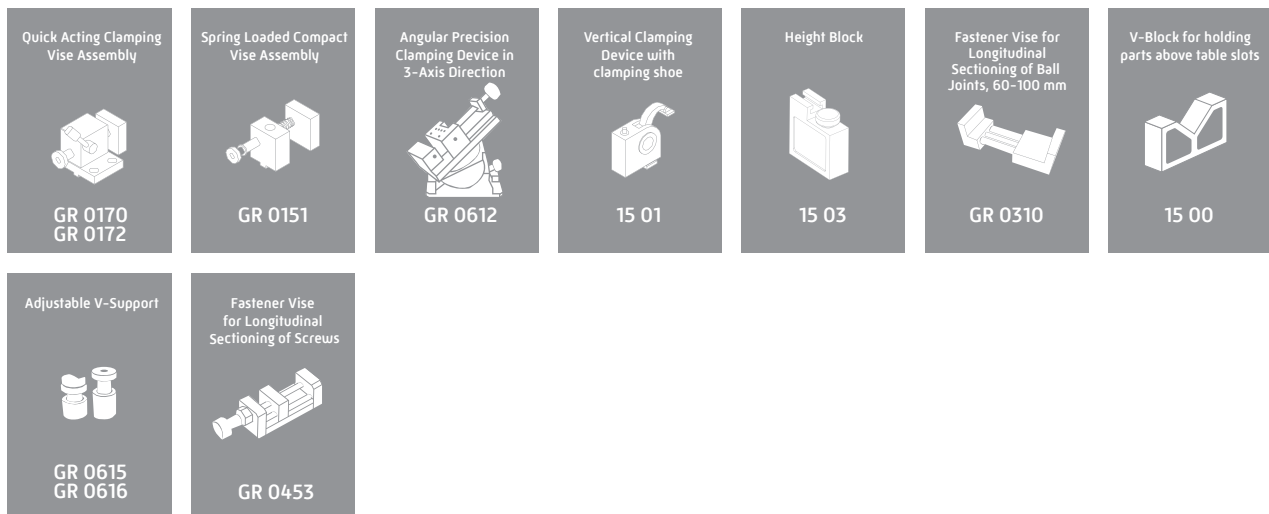 Quick Acting Clamping
Vise Assembly
GR 0170
GR 0172
Spring Loaded Compact
Vise Assembly
GR 0151
Angular Precision
Clamping Device in
3-Axis Direction
GR 0612
Vertical Clamping
Device with
clamping shoe
15 01
Height Block
15 03
Fastener Vise for
Longitudinal
Sectioning of Ball
Joints, 60-100 mm
GR 0310
V-Block for holding
parts above table slots
15 00
Adjustable V-Support
GR 0615
GR 0616
Fastener Vise
for Longitudinal
Sectioning of Screws
GR 0453